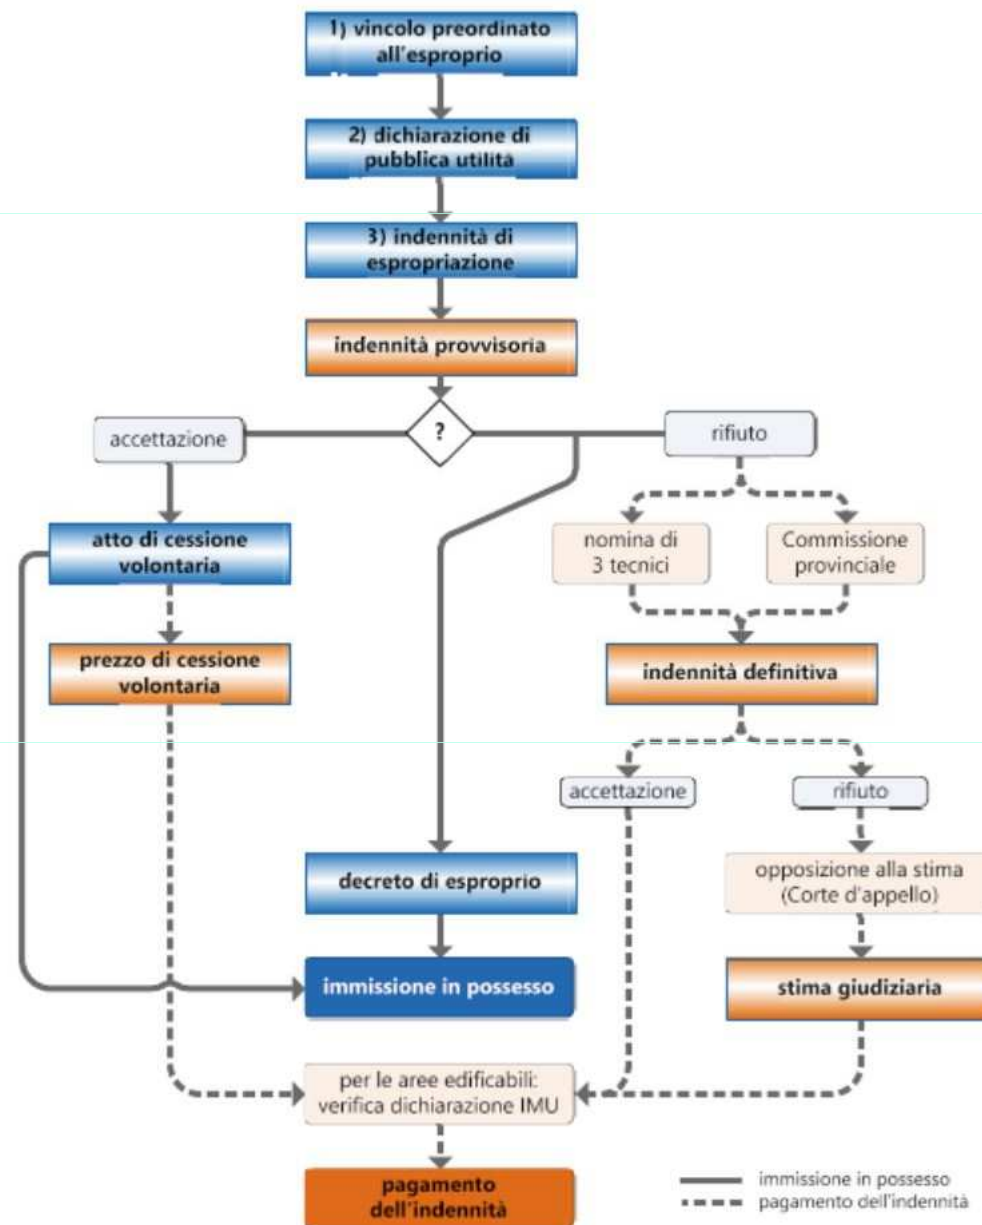 1) vincolo preordinato
all'esproprio
2) dichiarazione di
pubblica utilità
3) indennità di
espropriazione
indennità provvisoria
?
accettazione
rifiuto
atto di cessione
volontaria
nomina di
3 tecnici
Commissione
provinciale
prezzo di cessione
volontaria
indennità definitiva
accettazione
rifiuto
decreto di esproprio
opposizione alla stima
(Corte d'appello)
immissione in possesso
stima giudiziaria
per le aree edificabili:
verifica dichiarazione IMU
pagamento
dell'indennità
immissione in possesso
pagamento dell'indennità